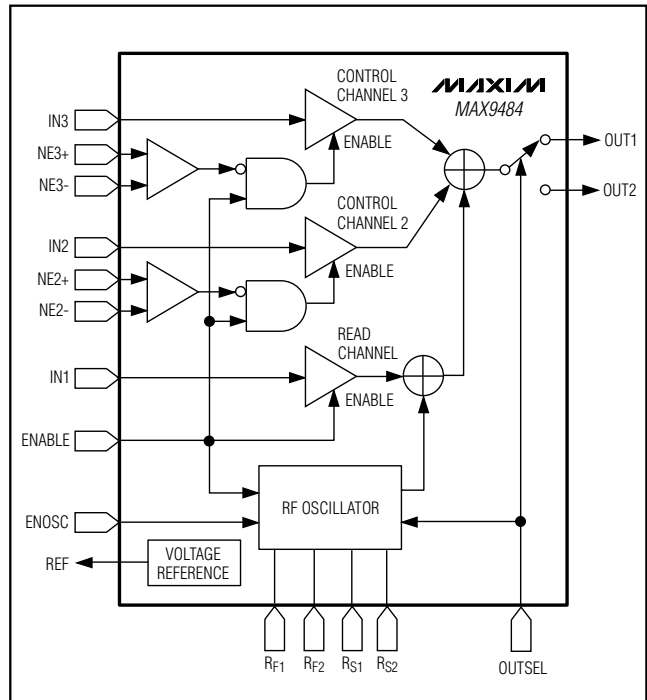 CONTROL
CHANNEL 3
MAXIM
MAX9484
IN3
NE3+
NE3-
ENABLE
OUT1
OUT2
CONTROL
CHANNEL 2
IN2
NE2+
NE2-
ENABLE
READ
CHANNEL
IN1
ENABLE
ENABLE
RF OSCILLATOR
ENOSC
VOLTAGE
REFERENCE
REF
RF1
RF2
RS1
RS2
OUTSEL